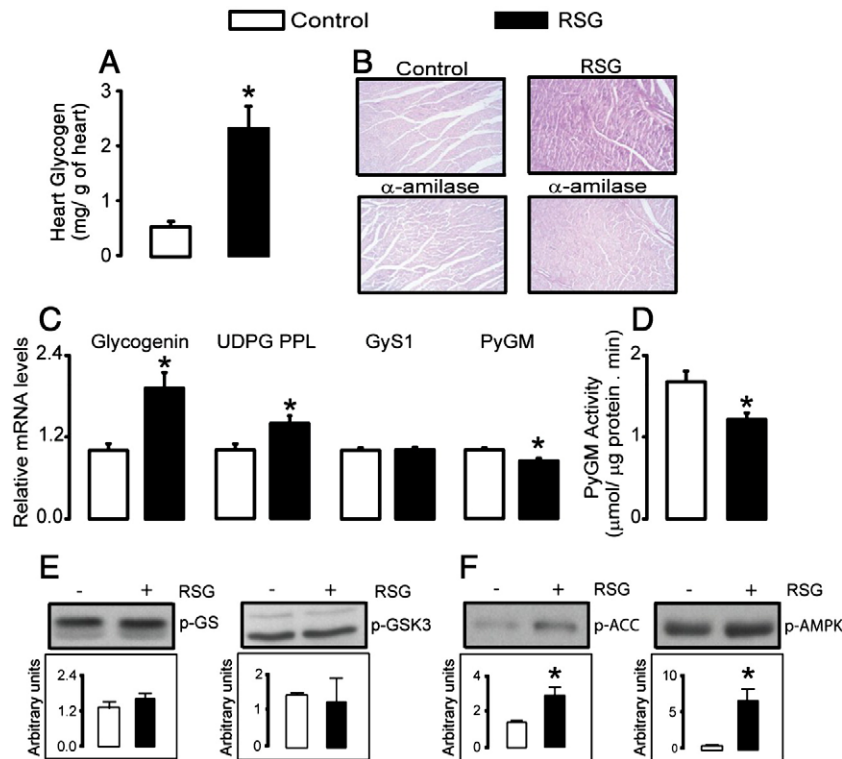 Control RSG
A
Heart Glycogen
(mg/ g of heart)
3
2
1
0
*
B
Control RSG
α-amilase α-amilase
C
Relative mRNA levels
2.4
1.2
0.0
Glycogenin UDPG PPL GyS1 PyGM
* * *
D
PyGM Activity
(μmol/ μg protein . min)
2
1
0
*
E
- + RSG
p-GS
Arbitrary units
2.4
1.2
0.0
- + RSG
p-GSK3
Arbitrary units
2
1
0
F
- + RSG
p-ACC
Arbitrary units
4
2
0
*
- + RSG
p-AMPK
Arbitrary units
10
5
0
*